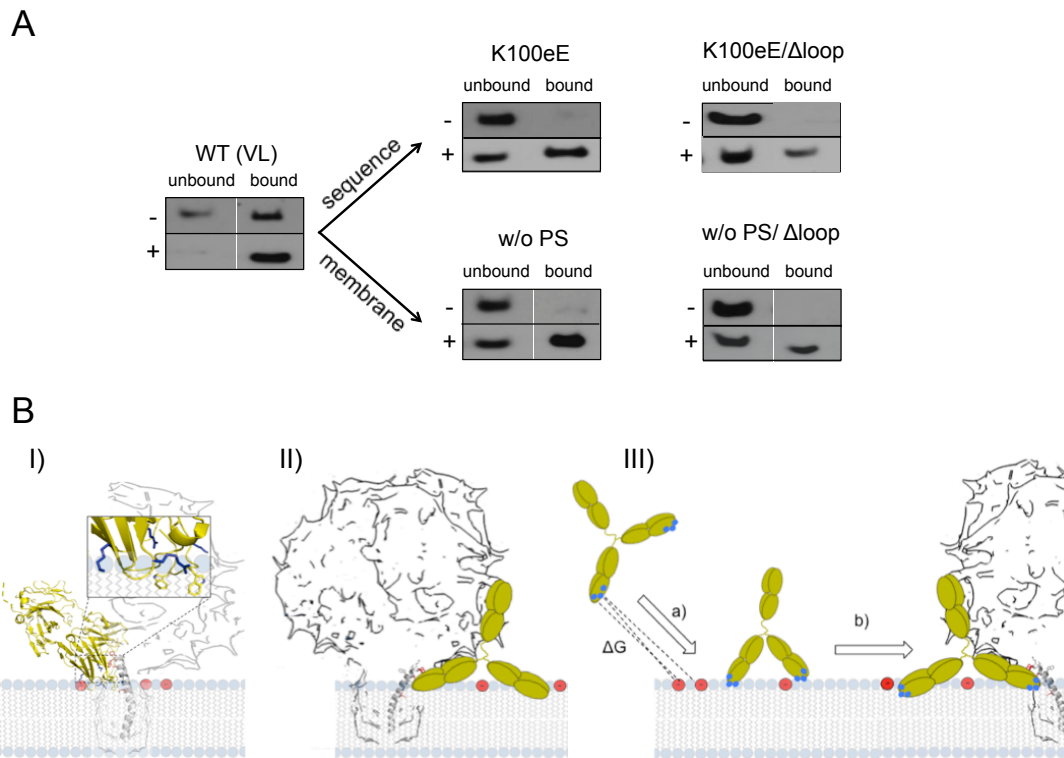 A
WT (VL)
unbound bound
-
+
sequence
membrane
K100eE
unbound bound
-
+
K100eE/Δloop
unbound bound
-
+
w/o PS
unbound bound
-
+
w/o PS/ Δloop
unbound bound
-
+
B
I)
II)
III)
a)
ΔG
b)